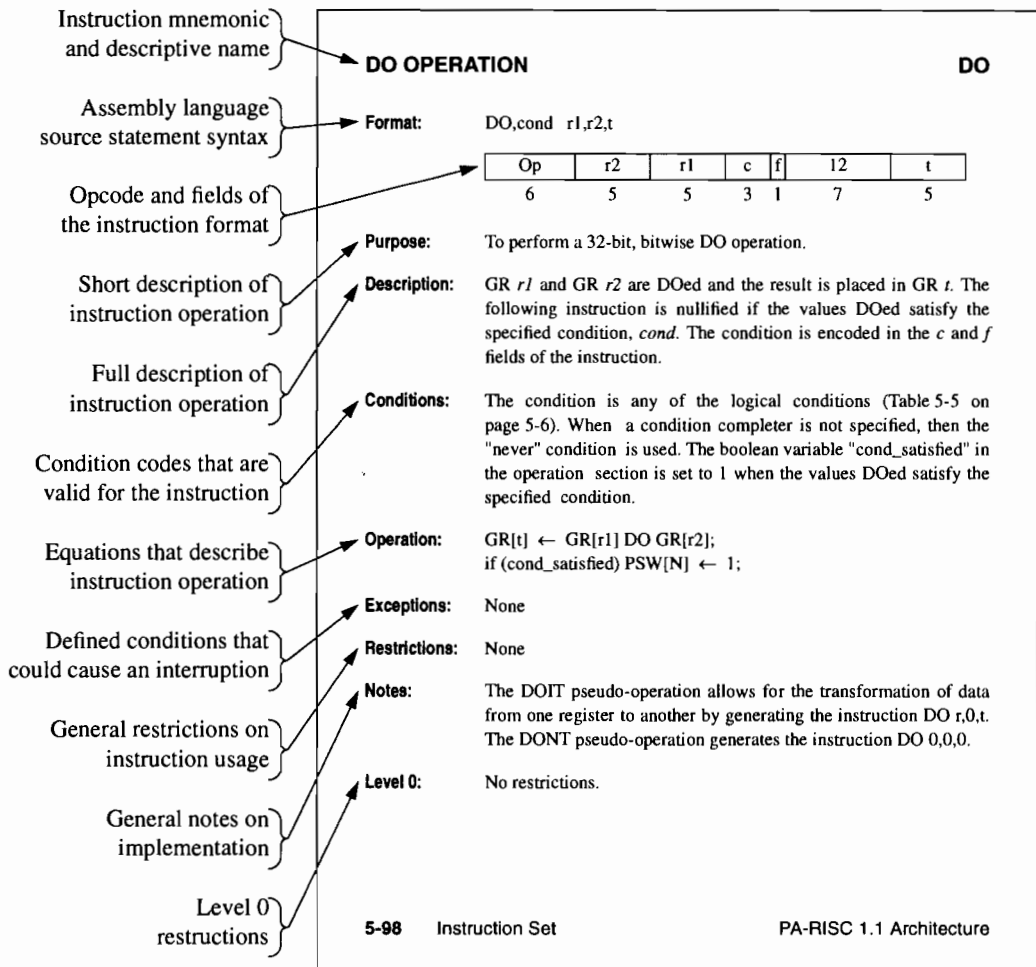 Instruction mnemonic
and descriptive name
DO OPERATION DO
Assembly language
source statement syntax
Format: DO,cond r1,r2,t
Opcode and fields of
the instruction format
Op r2 r1 c f 12 t
6 5 5 3 1 7 5
Short description of
instruction operation
Purpose: To perform a 32-bit, bitwise DO operation.
Full description of
instruction operation
Description: GR r1 and GR r2 are DOed and the result is placed in GR t. The
following instruction is nullified if the values DOed satisfy the
specified condition, cond. The condition is encoded in the c and f
fields of the instruction.
Condition codes that are
valid for the instruction
Conditions: The condition is any of the logical conditions (Table 5-5 on
page 5-6). When a condition completer is not specified, then the
"never" condition is used. The boolean variable "cond_satisfied" in
the operation section is set to 1 when the values DOed satisfy the
specified condition.
Equations that describe
instruction operation
Operation: GR[t] ← GR[r1] DO GR[r2];
if (cond_satisfied) PSW[N] ← 1;
Defined conditions that
could cause an interruption
Exceptions: None
General restrictions on
instruction usage
Restrictions: None
General notes on
implementation
Notes: The DOIT pseudo-operation allows for the transformation of data
from one register to another by generating the instruction DO r,0,t.
The DONT pseudo-operation generates the instruction DO 0,0,0.
Level 0
restructions
Level 0: No restrictions.
5-98 Instruction Set PA-RISC 1.1 Architecture